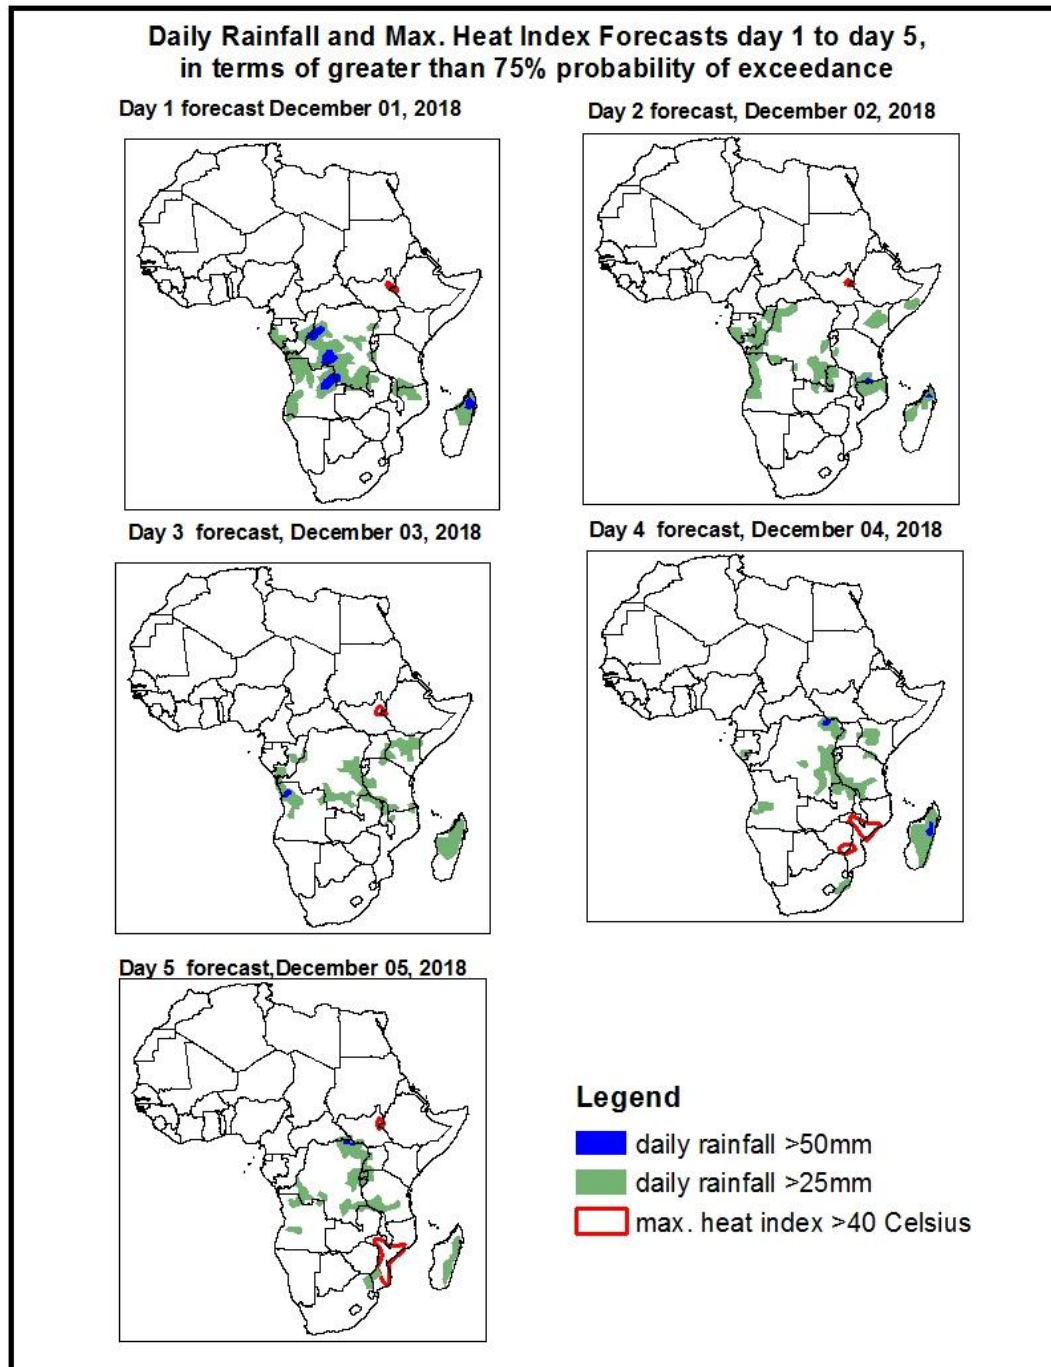 Daily Rainfall and Max. Heat Index Forecasts day 1 to day 5,
in terms of greater than 75% probability of exceedance
Day 1 forecast December 01, 2018
Day 2 forecast, December 02, 2018
Day 3  forecast, December 03, 2018
Day 4  forecast, December 04, 2018
Day 5  forecast,December 05, 2018
Legend
daily rainfall >50mm
daily rainfall >25mm
max. heat index >40 Celsius